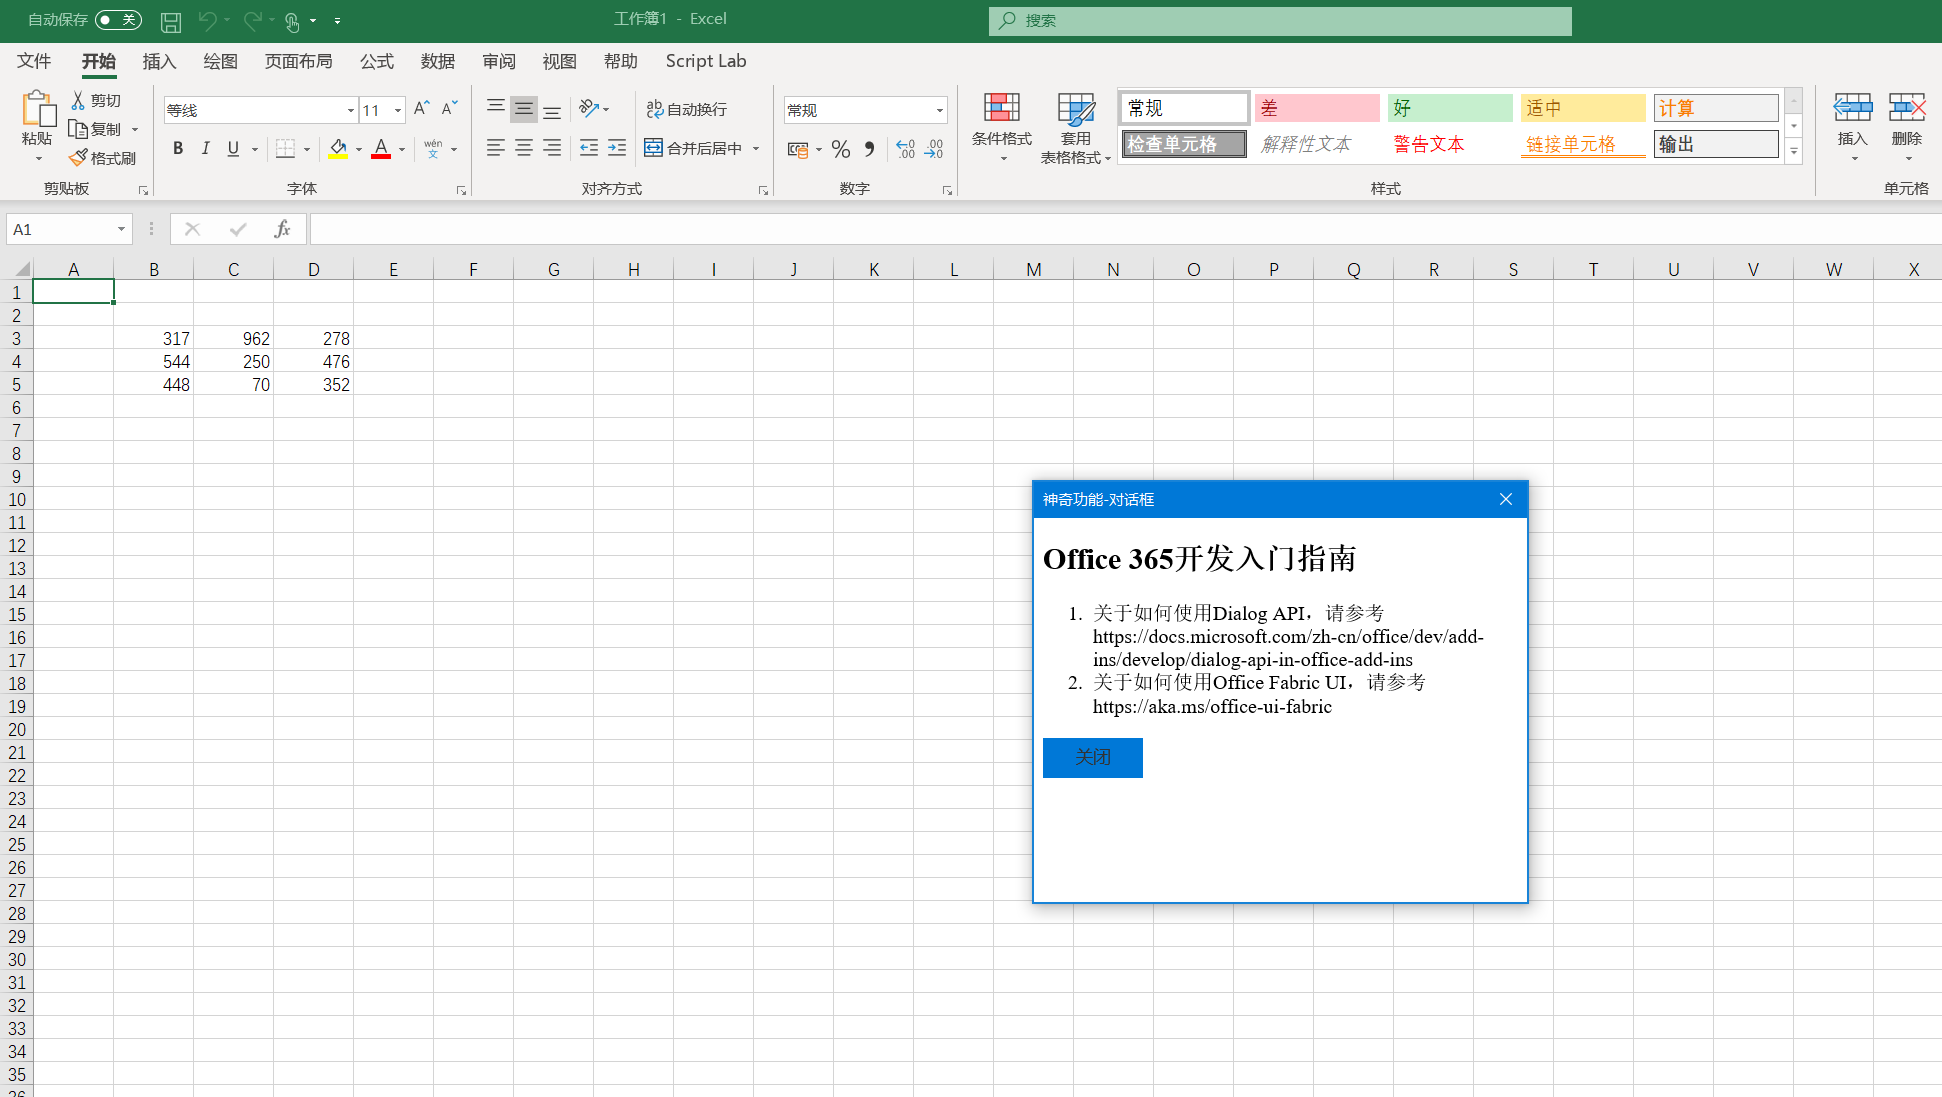 自动保存 关
工作簿1 - Excel
搜索
文件 开始 插入 绘图 页面布局 公式 数据 审阅 视图 帮助 Script Lab
粘贴
剪切
复制
格式刷
剪贴板
等线 11
B I U A wén 文
字体
ab 自动换行
合并后居中
对齐方式
常规
% .00 .00
数字
条件格式
套用
表格格式
常规 差 好 适中 计算
检查单元格 解释性文本 警告文本 链接单元格 输出
样式
插入 删除
单元格
A1 fx
A B C D E F G H I J K L M N O P Q R S T U V W X
1
2
3 317 962 278
4 544 250 476
5 448 70 352
6
7
8
9
10
11
12
13
14
15
16
17
18
19
20
21
22
23
24
25
26
27
28
29
30
31
32
33
34
35
神奇功能-对话框
Office 365开发入门指南
1. 关于如何使用Dialog API，请参考
https://docs.microsoft.com/zh-cn/office/dev/add-
ins/develop/dialog-api-in-office-add-ins
2. 关于如何使用Office Fabric UI，请参考
https://aka.ms/office-ui-fabric
关闭